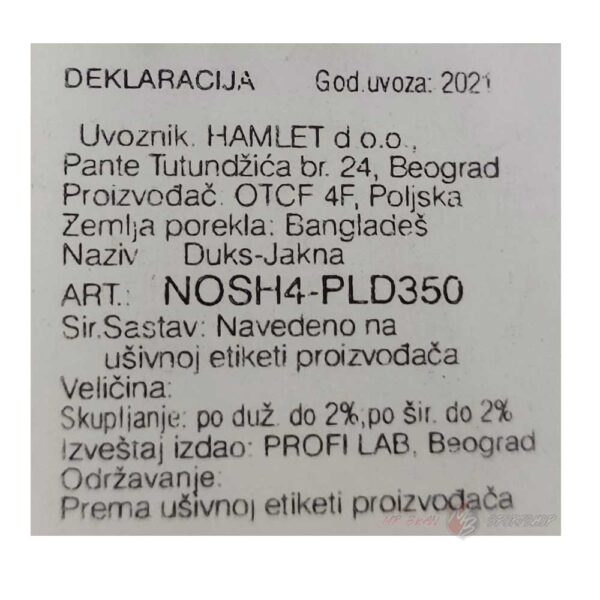 DEKLARACIJA God.uvoza: 2021
Uvoznik. HAMLET d o.o.,
Pante Tutundžića br. 24, Beograd
Proizvođač: OTCF 4F, Poljska
Zemlja porekla: Bangladeš
Naziv Duks-Jakna
ART.: NOSH4-PLD350
Sir.Sastav: Navedeno na
ušivnoj etiketi proizvođača
Veličina:
Skupljanje: po duž. do 2%,po šir. do 2%
Izveštaj izdao: PROFI LAB, Beograd
Održavanje:
Prema ušivnoj etiketi proizvođača